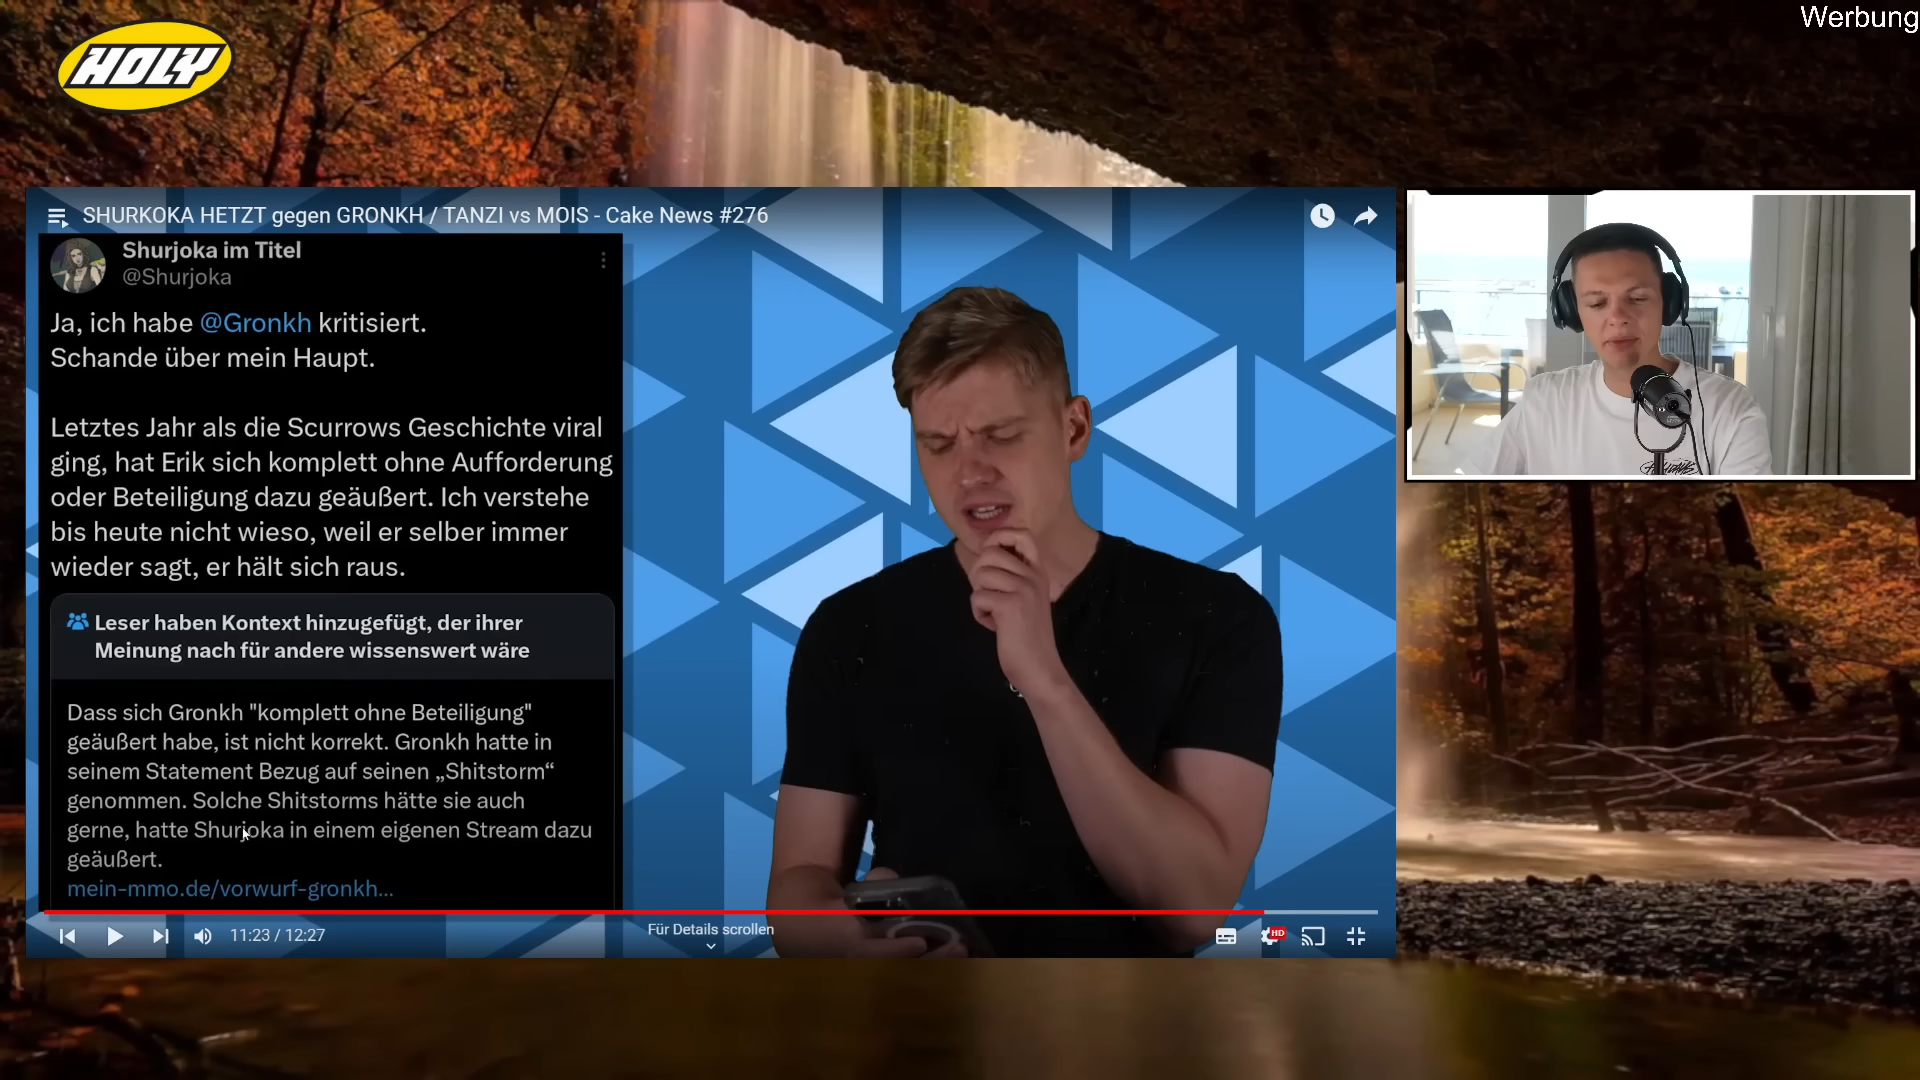 Werbung
HOLY
SHURKOKA HETZT gegen GRONKH / TANZI vs MOIS - Cake News #276
Shurjoka im Titel
@Shurjoka
Ja, ich habe @Gronkh kritisiert.
Schande über mein Haupt.
Letztes Jahr als die Scurrows Geschichte viral
ging, hat Erik sich komplett ohne Aufforderung
oder Beteiligung dazu geäußert. Ich verstehe
bis heute nicht wieso, weil er selber immer
wieder sagt, er hält sich raus.
Leser haben Kontext hinzugefügt, der ihrer
Meinung nach für andere wissenswert wäre
Dass sich Gronkh "komplett ohne Beteiligung"
geäußert habe, ist nicht korrekt. Gronkh hatte in
seinem Statement Bezug auf seinen „Shitstorm“
genommen. Solche Shitstorms hätte sie auch
gerne, hatte Shurjoka in einem eigenen Stream dazu
geäußert.
mein-mmo.de/vorwurf-gronkh...
11:23 / 12:27
Für Details scrollen
HD